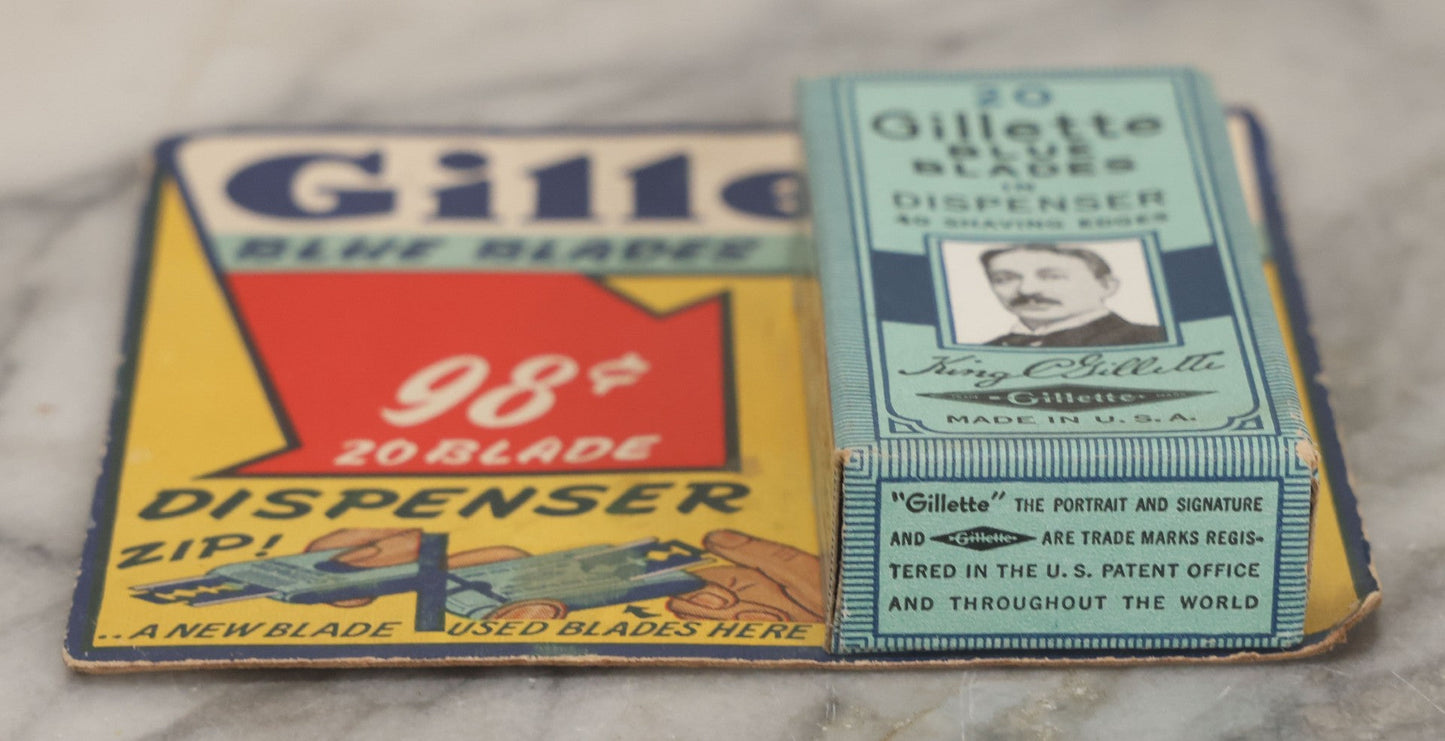 Gille
BLUE BLADES
98¢
20 BLADE
DISPENSER
ZIP!
..A NEW BLADE
USED BLADES HERE
20
Gillette
BLUE
BLADES
IN
DISPENSER
40 SHAVING EDGES
King C Gillette
TRADE Gillette MARK
MADE IN U.S.A.
"Gillette" THE PORTRAIT AND SIGNATURE
AND Gillette ARE TRADE MARKS REGIS-
TERED IN THE U.S. PATENT OFFICE
AND THROUGHOUT THE WORLD